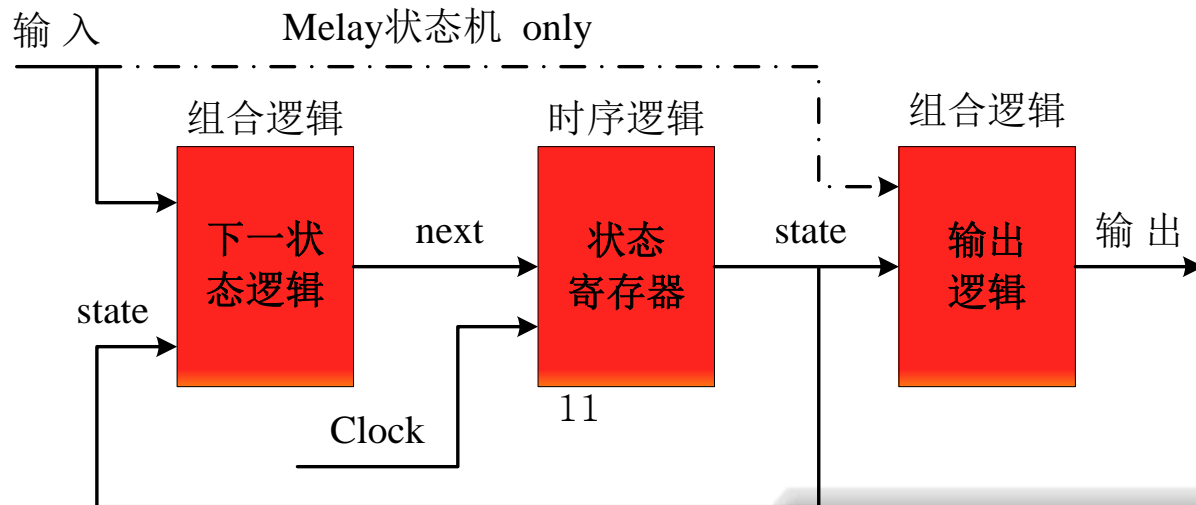 输 入
Melay状态机 only
组合逻辑
时序逻辑
组合逻辑
下一状
态逻辑
next
状态
寄存器
state
输出
逻辑
输 出
state
11
Clock